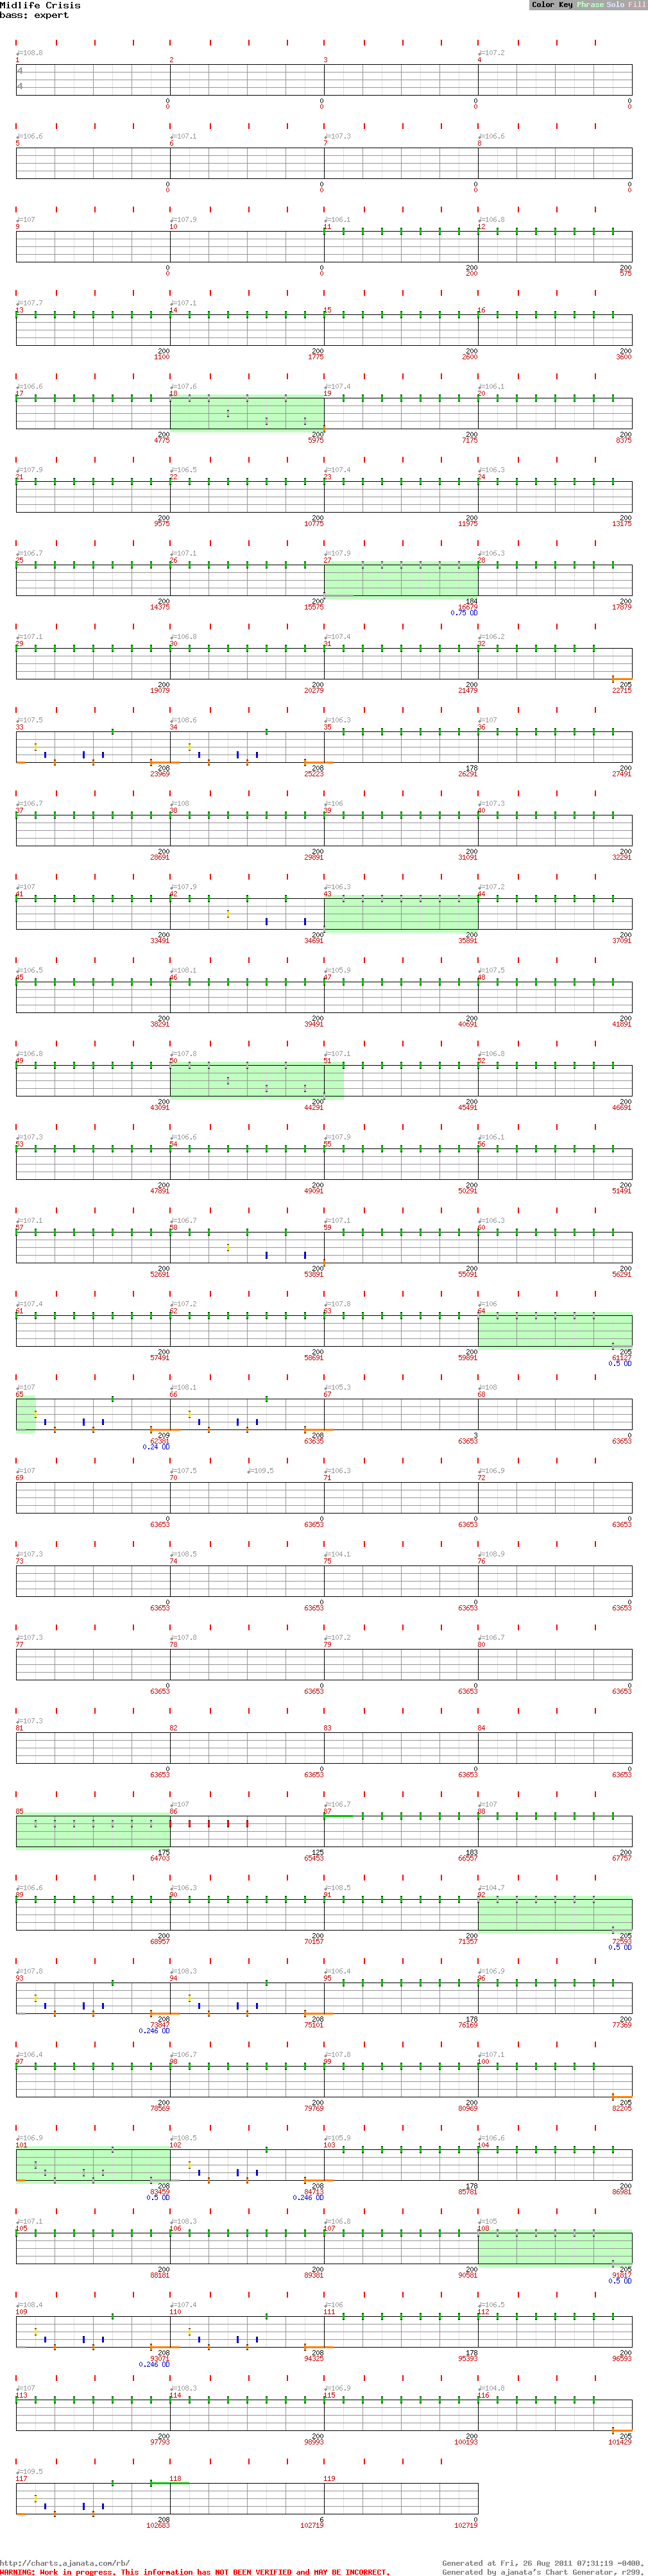 Midlife Crisis
bass: expert
Color Key Phrase Solo Fill
♩=108.8 ♩=107.2
1 2 3 4
4
4
0 0 0 0
0 0 0 0
♩=106.6 ♩=107.1 ♩=107.3 ♩=106.6
5 6 7 8
0 0 0 0
0 0 0 0
♩=107 ♩=107.9 ♩=106.1 ♩=106.8
9 10 11 12
0 0 200 200
0 0 200 575
♩=107.7 ♩=107.1
13 14 15 16
200 200 200 200
1100 1775 2600 3600
♩=106.6 ♩=107.6 ♩=107.4 ♩=106.1
17 18 19 20
200 200 200 200
4775 5975 7175 8375
♩=107.9 ♩=106.5 ♩=107.4 ♩=106.3
21 22 23 24
200 200 200 200
9575 10775 11975 13175
♩=106.7 ♩=107.1 ♩=107.9 ♩=106.3
25 26 27 28
200 200 184 200
14375 15575 16679 17879
0.75 OD
♩=107.1 ♩=106.8 ♩=107.4 ♩=106.2
29 30 31 32
200 200 200 205
19079 20279 21479 22715
♩=107.5 ♩=108.6 ♩=106.3 ♩=107
33 34 35 36
208 208 178 200
23969 25223 26291 27491
♩=106.7 ♩=108 ♩=106 ♩=107.3
37 38 39 40
200 200 200 200
28691 29891 31091 32291
♩=107 ♩=107.9 ♩=106.3 ♩=107.2
41 42 43 44
200 200 200 200
33491 34691 35891 37091
♩=106.5 ♩=108.1 ♩=105.9 ♩=107.5
45 46 47 48
200 200 200 200
38291 39491 40691 41891
♩=106.8 ♩=107.8 ♩=107.1 ♩=106.8
49 50 51 52
200 200 200 200
43091 44291 45491 46691
♩=107.3 ♩=106.6 ♩=107.9 ♩=106.1
53 54 55 56
200 200 200 200
47891 49091 50291 51491
♩=107.1 ♩=106.7 ♩=107.1 ♩=106.3
57 58 59 60
200 200 200 200
52691 53891 55091 56291
♩=107.4 ♩=107.2 ♩=107.8 ♩=106
61 62 63 64
200 200 200 205
57491 58691 59891 61127
0.5 OD
♩=107 ♩=108.1 ♩=105.3 ♩=108
65 66 67 68
209 208 3 0
62381 63635 63653 63653
0.24 OD
♩=107 ♩=107.5 ♩=109.5 ♩=106.3 ♩=106.9
69 70 71 72
0 0 0 0
63653 63653 63653 63653
♩=107.3 ♩=108.5 ♩=104.1 ♩=108.9
73 74 75 76
0 0 0 0
63653 63653 63653 63653
♩=107.3 ♩=107.8 ♩=107.2 ♩=106.7
77 78 79 80
0 0 0 0
63653 63653 63653 63653
♩=107.3
81 82 83 84
0 0 0 0
63653 63653 63653 63653
♩=107 ♩=106.7 ♩=107
85 86 87 88
175 125 183 200
64703 65453 66557 67757
♩=106.6 ♩=106.3 ♩=108.5 ♩=104.7
89 90 91 92
200 200 200 205
68957 70157 71357 72593
0.5 OD
♩=107.8 ♩=108.3 ♩=106.4 ♩=106.9
93 94 95 96
208 208 178 200
73847 75101 76169 77369
0.246 OD
♩=106.4 ♩=106.7 ♩=107.8 ♩=107.1
97 98 99 100
200 200 200 205
78569 79769 80969 82205
♩=106.9 ♩=108.5 ♩=105.9 ♩=106.6
101 102 103 104
208 208 178 200
83459 84713 85781 86981
0.5 OD 0.246 OD
♩=107.1 ♩=108.3 ♩=106.8 ♩=105
105 106 107 108
200 200 200 205
88181 89381 90581 91817
0.5 OD
♩=108.4 ♩=107.4 ♩=106 ♩=106.5
109 110 111 112
208 208 178 200
93071 94325 95393 96593
0.246 OD
♩=107 ♩=108.3 ♩=106.9 ♩=104.8
113 114 115 116
200 200 200 205
97793 98993 100193 101429
♩=109.5
117 118 119
208 6 0
102683 102719 102719
http://charts.ajanata.com/rb/ Generated at Fri, 26 Aug 2011 07:31:19 -0400.
WARNING: Work in progress. This information has NOT BEEN VERIFIED and MAY BE INCORRECT. Generated by ajanata's Chart Generator, r299.